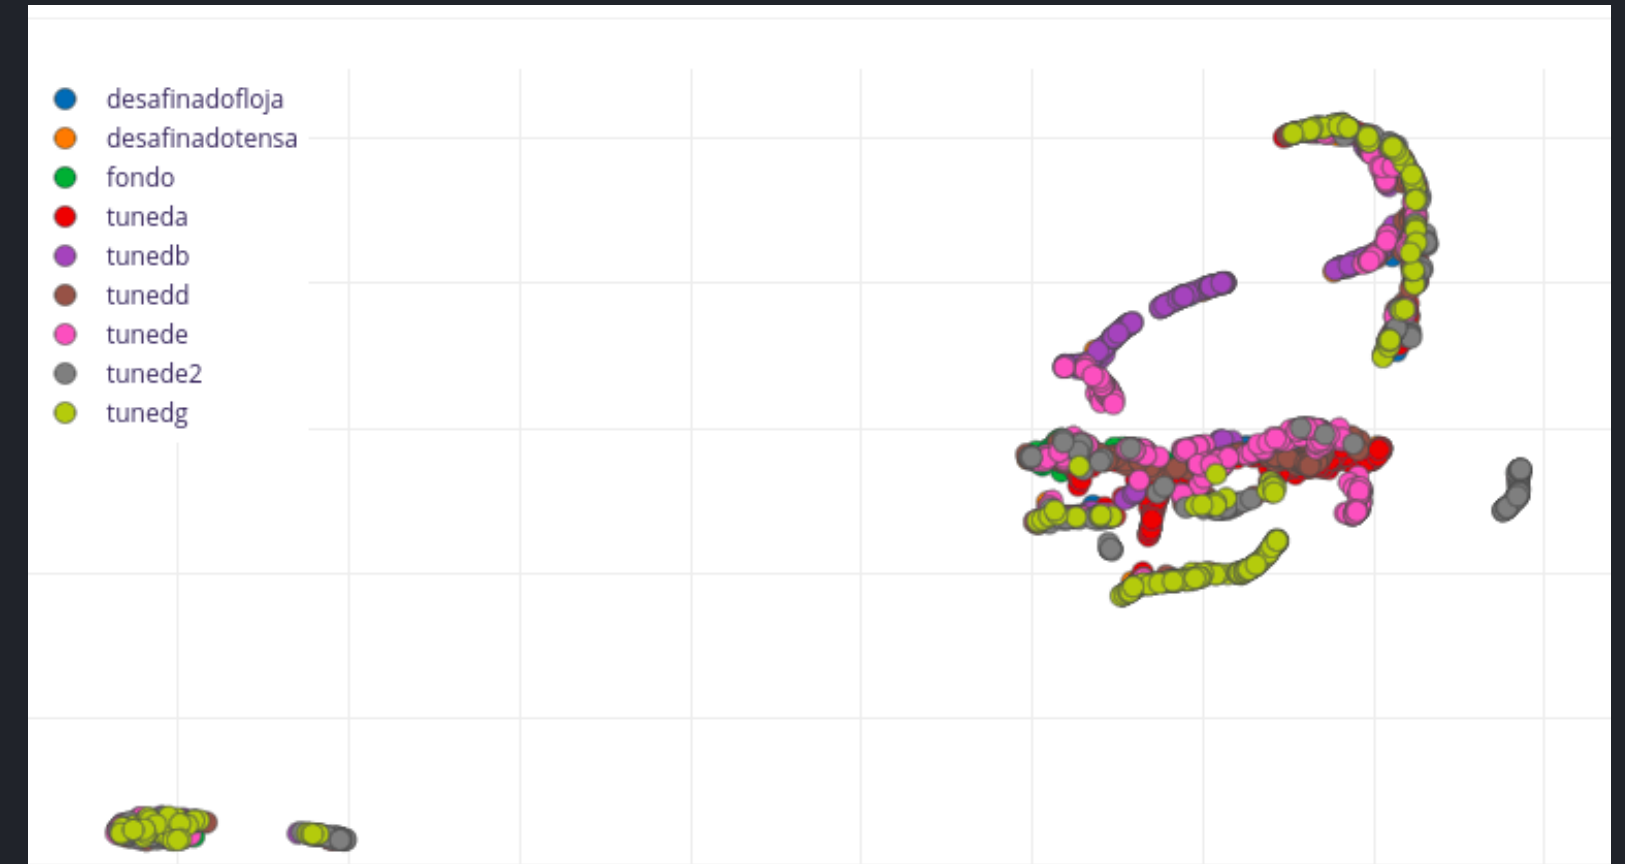 desafinadofloja
desafinadotensa
fondo
tuneda
tunedb
tunedd
tunede
tunede2
tunedg